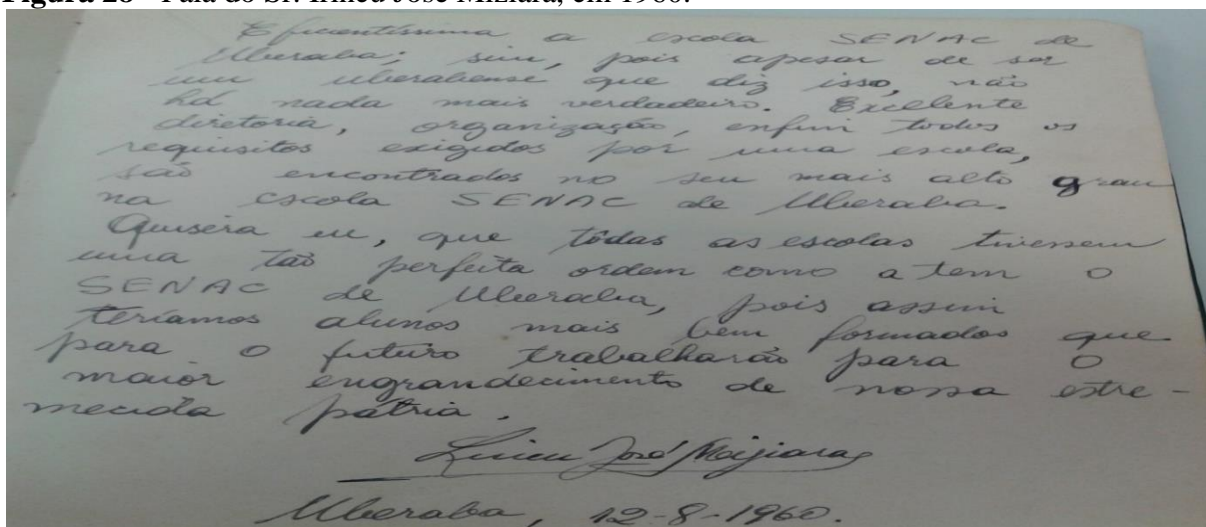 Figura 28 - Fala do Sr. Irineu José Miziara, em 1960.
Eficientíssima a escola SENAC de
Uberaba; sim, pois apesar de ser
um uberabense que diz isso, não
há nada mais verdadeiro. Excelente
diretoria, organização, enfim todos os
requisitos exigidos por uma escola,
são encontrados no seu mais alto grau
na escola SENAC de Uberaba.
Quisera eu, que tôdas as escolas tivessem
uma tão perfeita ordem como a tem o
SENAC de Uberaba, pois assim
teríamos alunos mais bem formados que
para o futuro trabalharão para o
maior engrandecimento de nossa estre-
mecida pátria.
José Miziara
Uberaba, 12-8-1960.